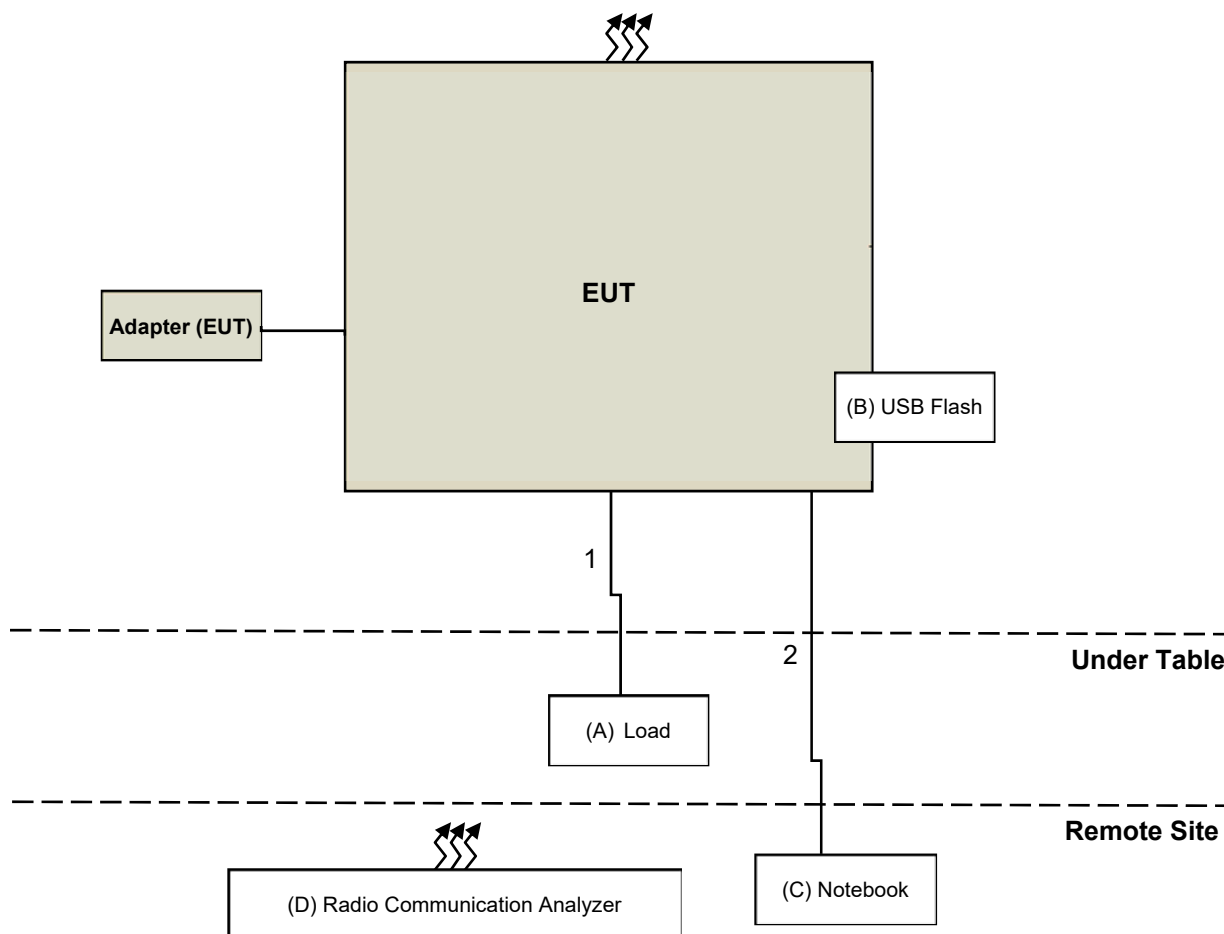 EUT
Adapter (EUT)
(B) USB Flash
1
2
Under Table
(A) Load
Remote Site
(C) Notebook
(D) Radio Communication Analyzer